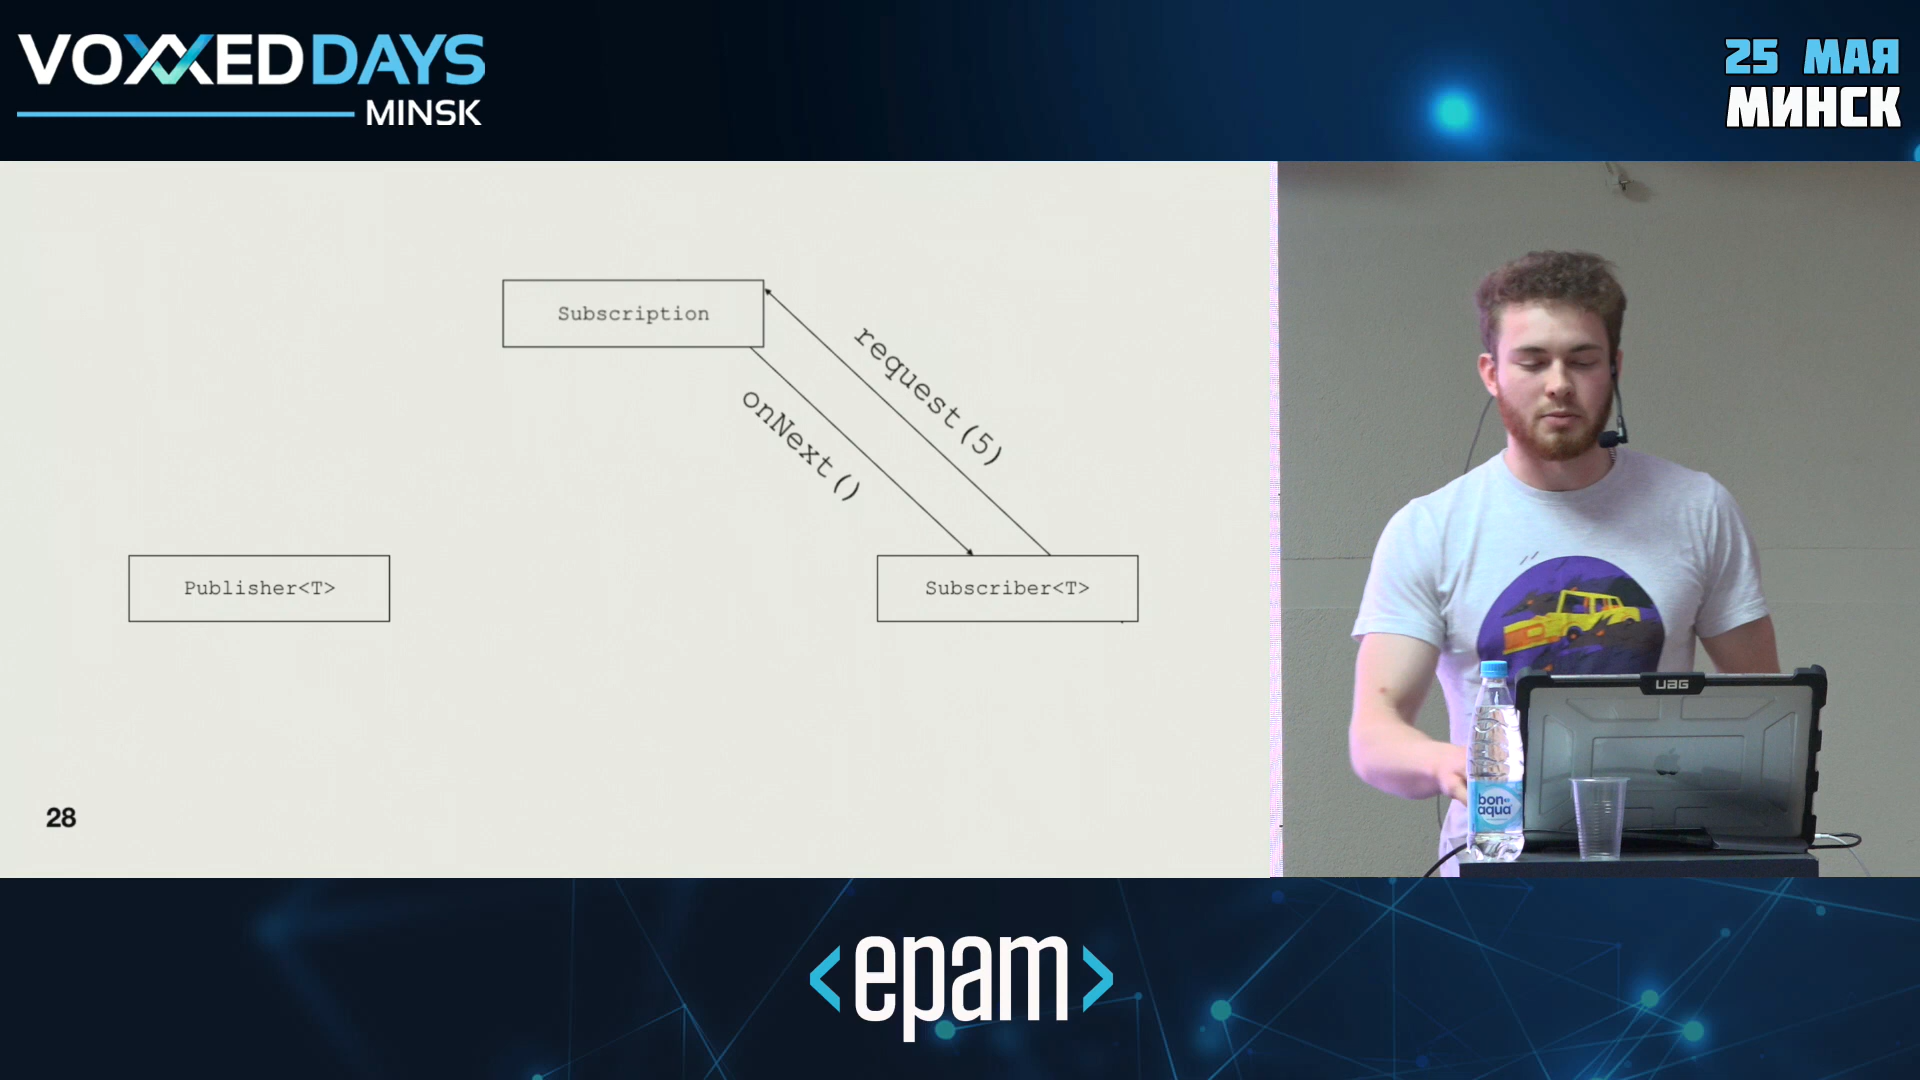 VOXXEDDAYS
MINSK
25 МАЯ
МИНСК
Subscription
request(5)
onNext()
Publisher<T>
Subscriber<T>
28
UAG
bon
aqua
<epam>